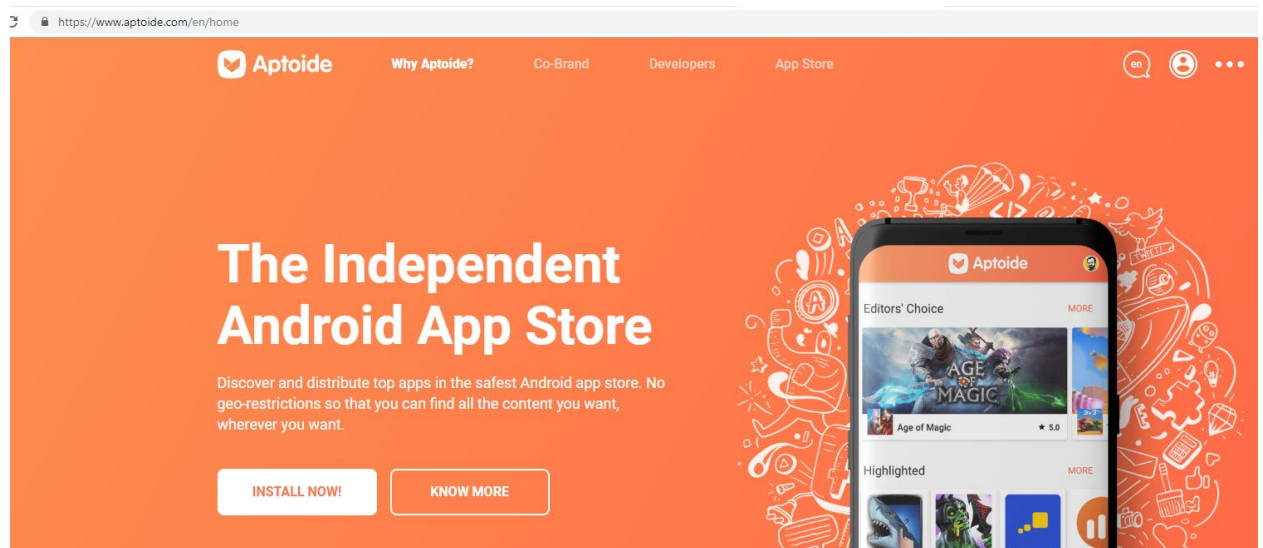 https://www.aptoide.com/en/home
Aptoide
Why Aptoide?
Co-Brand
Developers
App Store
en
The Independent
Android App Store
Discover and distribute top apps in the safest Android app store. No
geo-restrictions so that you can find all the content you want,
wherever you want.
INSTALL NOW!
KNOW MORE
</>
TWEET!
Aptoide
Editors' Choice
MORE
AGE
OF
MAGIC
3v3
Age of Magic
★ 5.0
Highlighted
MORE